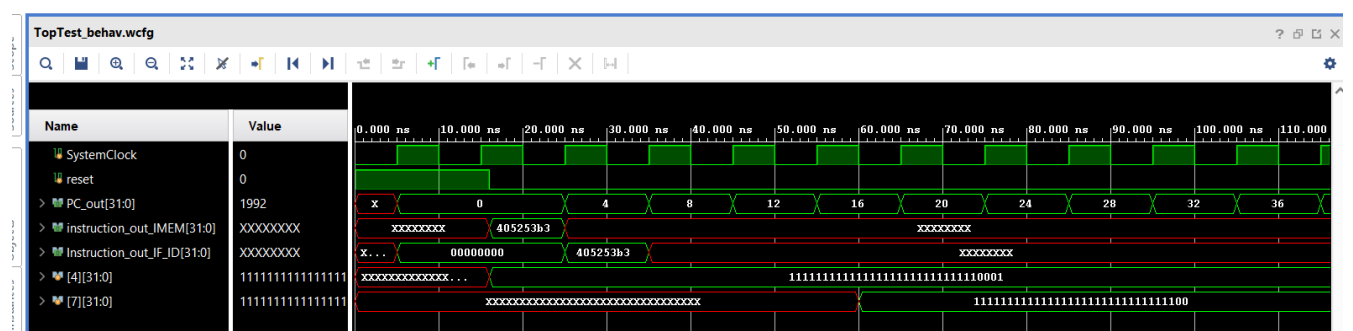 TopTest_behav.wcfg
Name Value 0.000 ns 10.000 ns 20.000 ns 30.000 ns 40.000 ns 50.000 ns 60.000 ns 70.000 ns 80.000 ns 90.000 ns 100.000 ns 110.000
SystemClock 0
reset 0
PC_out[31:0] 1992 X 0 4 8 12 16 20 24 28 32 36
instruction_out_IMEM[31:0] XXXXXXXX XXXXXXXX 405253b3 XXXXXXXX
Instruction_out_IF_ID[31:0] XXXXXXXX X... 00000000 405253b3 XXXXXXXX
[4][31:0] 11111111111111111 XXXXXXXXXXXXX... 11111111111111111111111111110001
[7][31:0] 11111111111111111 XXXXXXXXXXXXXXXXXXXXXXXXXXXXXXXX 11111111111111111111111111111100